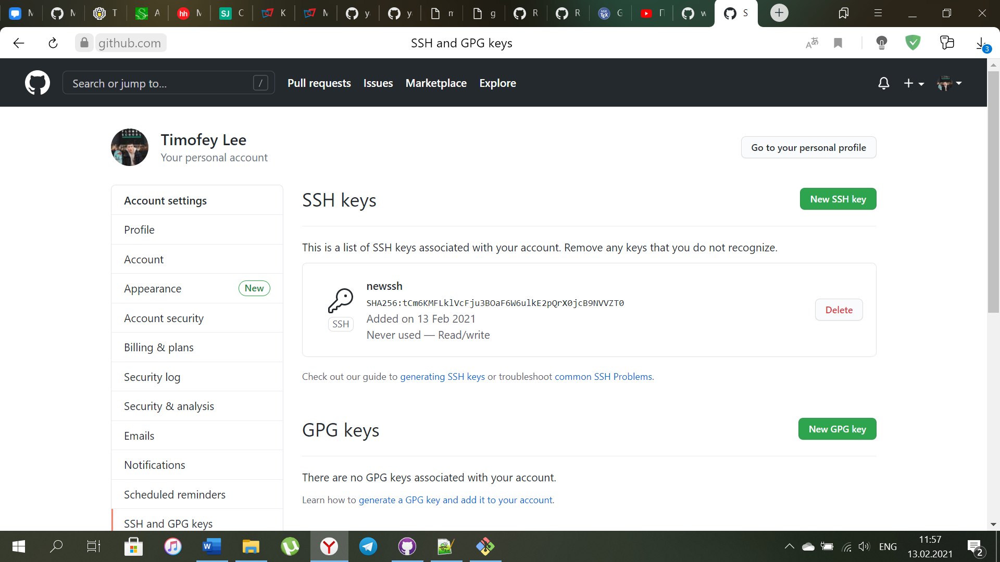 M
M
T
A
hh
M
SJ
C
K
M
y
y
m
g
R
R
MiK
TEX
G
П
w
S
github.com
SSH and GPG keys
3
Search or jump to...
/
Pull requests
Issues
Marketplace
Explore
Timofey Lee
Your personal account
Go to your personal profile
Account settings
Profile
Account
Appearance
New
Account security
Billing & plans
Security log
Security & analysis
Emails
Notifications
Scheduled reminders
SSH and GPG keys
SSH keys
New SSH key
This is a list of SSH keys associated with your account. Remove any keys that you do not recognize.
newssh
SHA256:tCm6KMFLklVcFju3BOaF6W6ulkE2pQrX0jcB9NVVZT0
SSH
Added on 13 Feb 2021
Never used — Read/write
Delete
Check out our guide to generating SSH keys or troubleshoot common SSH Problems.
GPG keys
New GPG key
There are no GPG keys associated with your account.
Learn how to generate a GPG key and add it to your account.
ENG
11:57
13.02.2021
2